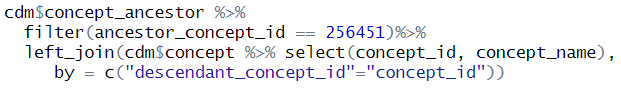 cdm$concept_ancestor %>%
  filter(ancestor_concept_id == 256451)%>%
  left_join(cdm$concept %>% select(concept_id, concept_name),
     by = c("descendant_concept_id"="concept_id"))